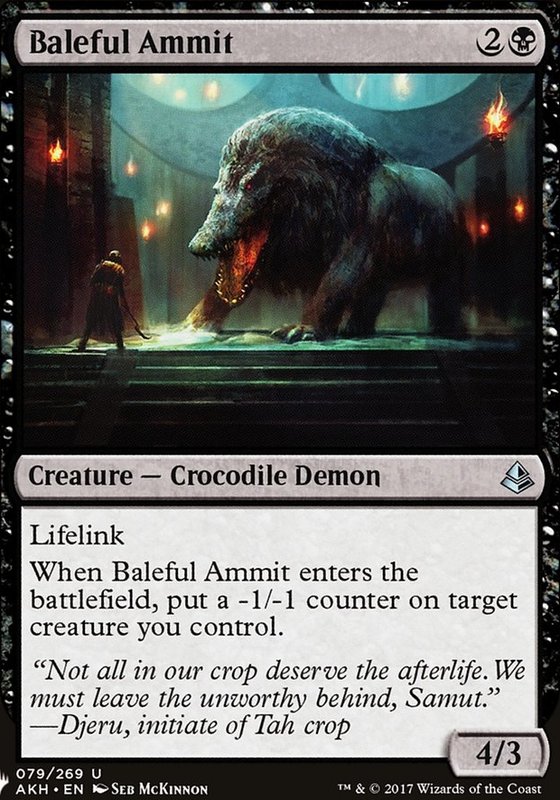 Baleful Ammit 2
Creature — Crocodile Demon
Lifelink
When Baleful Ammit enters the
battlefield, put a -1/-1 counter on target
creature you control.
“Not all in our crop deserve the afterlife. We
must leave the unworthy behind, Samut.”
—Djeru, initiate of Tah crop
4/3
079/269 U
AKH • EN Seb McKinnon
™ & © 2017 Wizards of the Coast